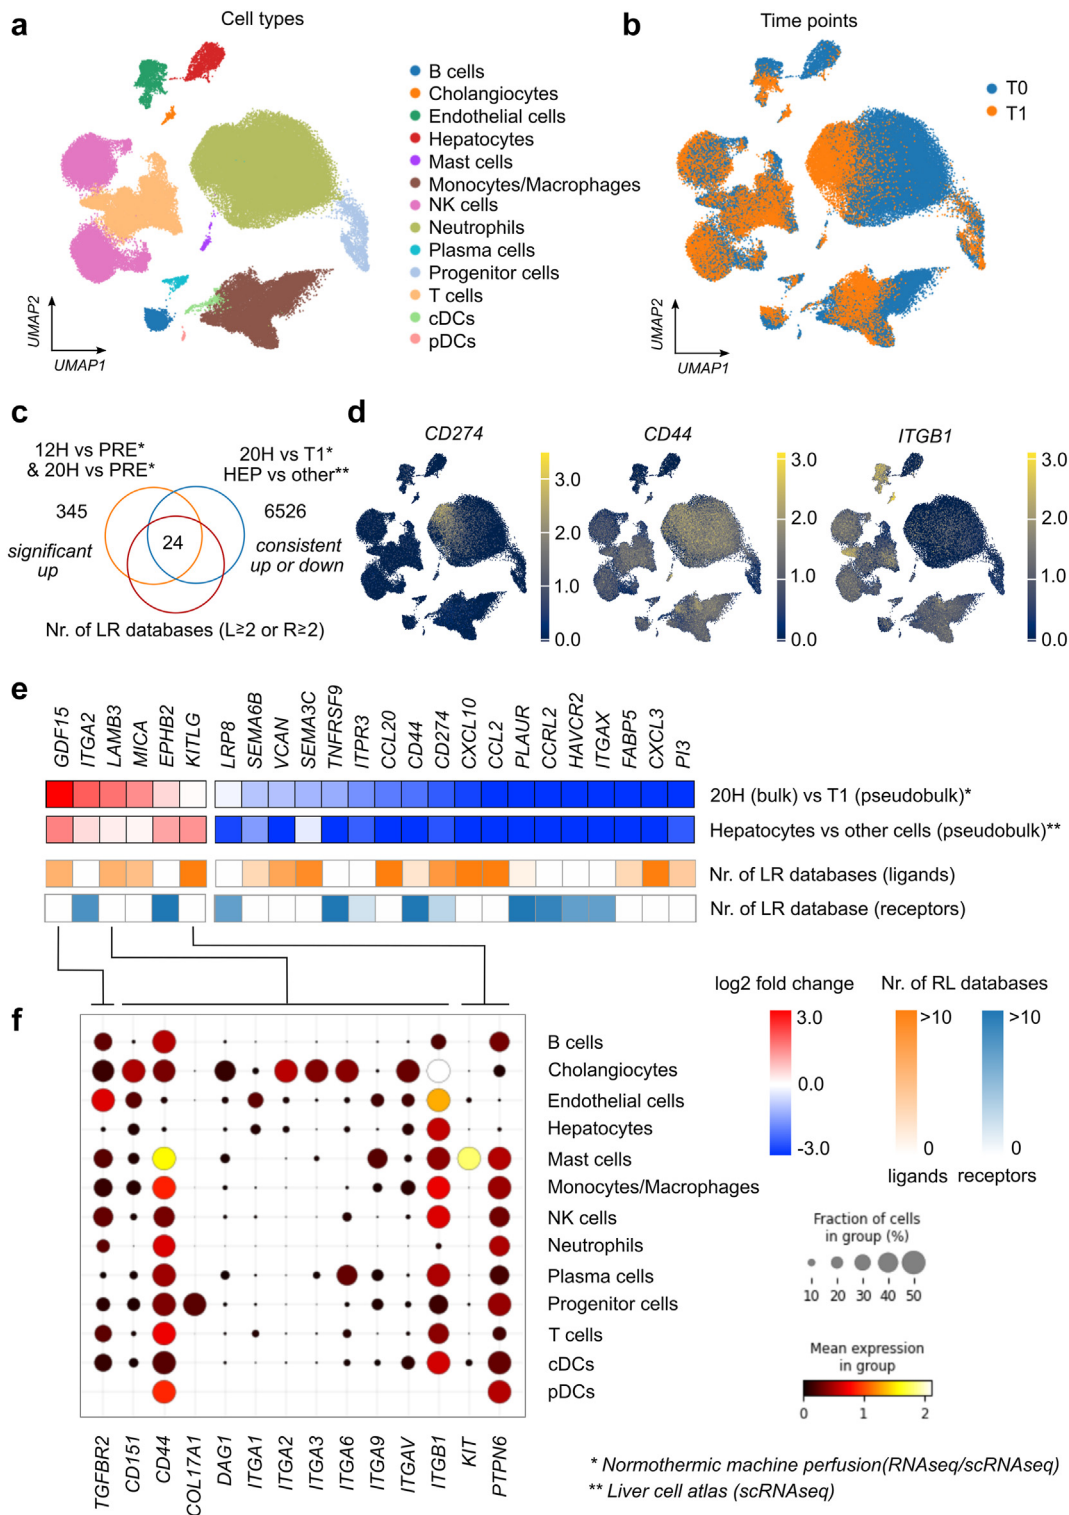 a
Cell types
B cells
Cholangiocytes
Endothelial cells
Hepatocytes
Mast cells
Monocytes/Macrophages
NK cells
Neutrophils
Plasma cells
Progenitor cells
T cells
cDCs
pDCs
UMAP2
UMAP1
b
Time points
T0
T1
UMAP2
UMAP1
c
12H vs PRE*
& 20H vs PRE*
20H vs T1*
HEP vs other**
345
6526
24
significant
up
consistent
up or down
Nr. of LR databases (L≥2 or R≥2)
d
CD274
3.0
2.0
1.0
0.0
CD44
3.0
2.0
1.0
0.0
ITGB1
3.0
2.0
1.0
0.0
e
GDF15
ITGA2
LAMB3
MICA
EPHB2
KITLG
LRP8
SEMA6B
VCAN
SEMA3C
TNFRSF9
ITPR3
CCL20
CD44
CD274
CXCL10
CCL2
PLAUR
CCRL2
HAVCR2
ITGAX
FABP5
CXCL3
PI3
20H (bulk) vs T1 (pseudobulk)*
Hepatocytes vs other cells (pseudobulk)**
Nr. of LR databases (ligands)
Nr. of LR database (receptors)
log2 fold change
3.0
0.0
-3.0
Nr. of RL databases
>10
>10
0
0
ligands
receptors
f
B cells
Cholangiocytes
Endothelial cells
Hepatocytes
Mast cells
Monocytes/Macrophages
NK cells
Neutrophils
Plasma cells
Progenitor cells
T cells
cDCs
pDCs
TGFBR2
CD151
CD44
COL17A1
DAG1
ITGA1
ITGA2
ITGA3
ITGA6
ITGA9
ITGAV
ITGB1
KIT
PTPN6
Fraction of cells
in group (%)
10 20 30 40 50
Mean expression
in group
0 1 2
* Normothermic machine perfusion(RNAseq/scRNAseq)
** Liver cell atlas (scRNAseq)